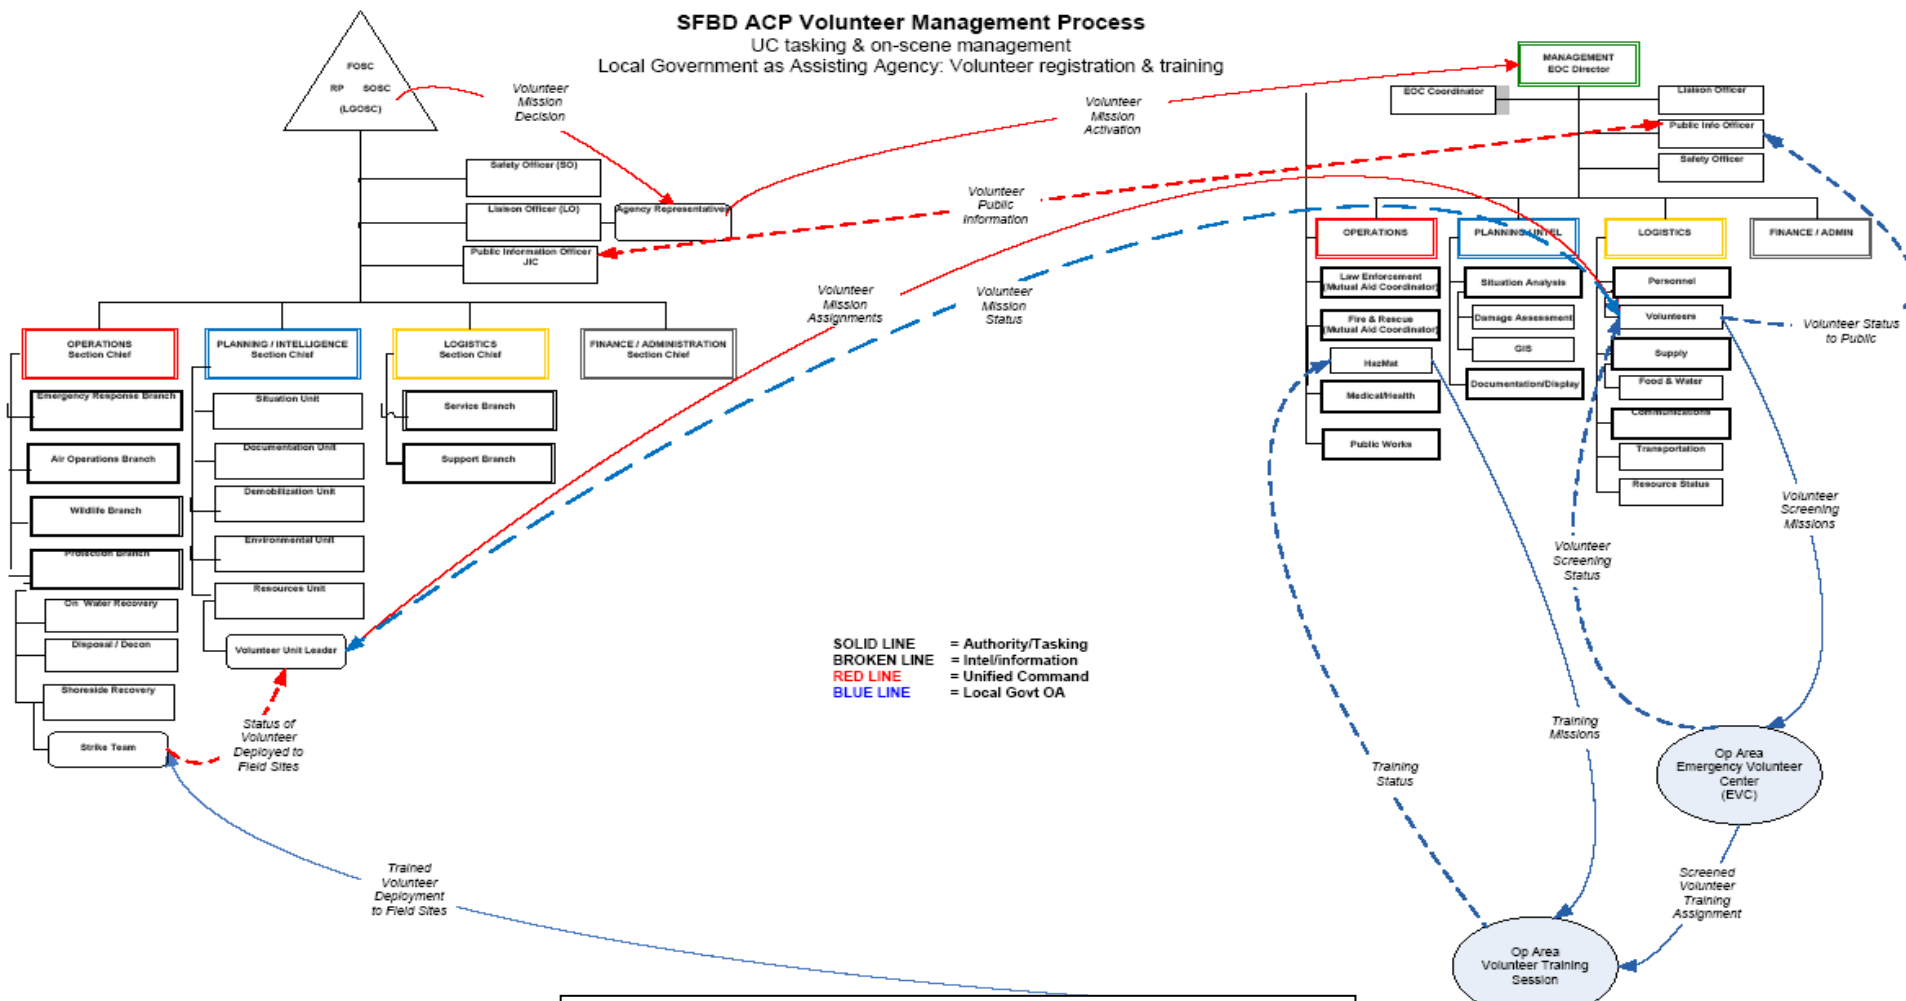 SFBD ACP Volunteer Management Process
UC tasking & on-scene management
Local Government as Assisting Agency: Volunteer registration & training
FOSC
RP SOSC
(LGOSC)
Volunteer
Mission
Decision
Safety Officer (SO)
Liaison Officer (LO)
Agency Representatives
Public Information Officer
JIC
OPERATIONS
Section Chief
PLANNING / INTELLIGENCE
Section Chief
LOGISTICS
Section Chief
FINANCE / ADMINISTRATION
Section Chief
Emergency Response Branch
Air Operations Branch
Wildlife Branch
Protection Branch
On Water Recovery
Disposal / Decon
Shoreside Recovery
Strike Team
Situation Unit
Documentation Unit
Demobilization Unit
Environmental Unit
Resources Unit
Volunteer Unit Leader
Service Branch
Support Branch
Status of
Volunteer
Deployed to
Field Sites
Trained
Volunteer
Deployment
to Field Sites
Volunteer
Mission
Activation
Volunteer
Public
Information
Volunteer
Mission
Assignments
Volunteer
Mission
Status
SOLID LINE = Authority/Tasking
BROKEN LINE = Intel/information
RED LINE = Unified Command
BLUE LINE = Local Govt OA
MANAGEMENT
EOC Director
EOC Coordinator
Liaison Officer
Public Info Officer
Safety Officer
OPERATIONS
PLANNING / INTEL
LOGISTICS
FINANCE / ADMIN
Law Enforcement
(Mutual Aid Coordinator)
Fire & Rescue
(Mutual Aid Coordinator)
HazMat
Medical/Health
Public Works
Situation Analysis
Damage Assessment
GIS
Documentation/Display
Personnel
Volunteers
Supply
Food & Water
Communications
Transportation
Resource Status
Volunteer Status
to Public
Volunteer
Screening
Missions
Volunteer
Screening
Status
Training
Missions
Training
Status
Op Area
Emergency Volunteer
Center
(EVC)
Screened
Volunteer
Training
Assignment
Op Area
Volunteer Training
Session